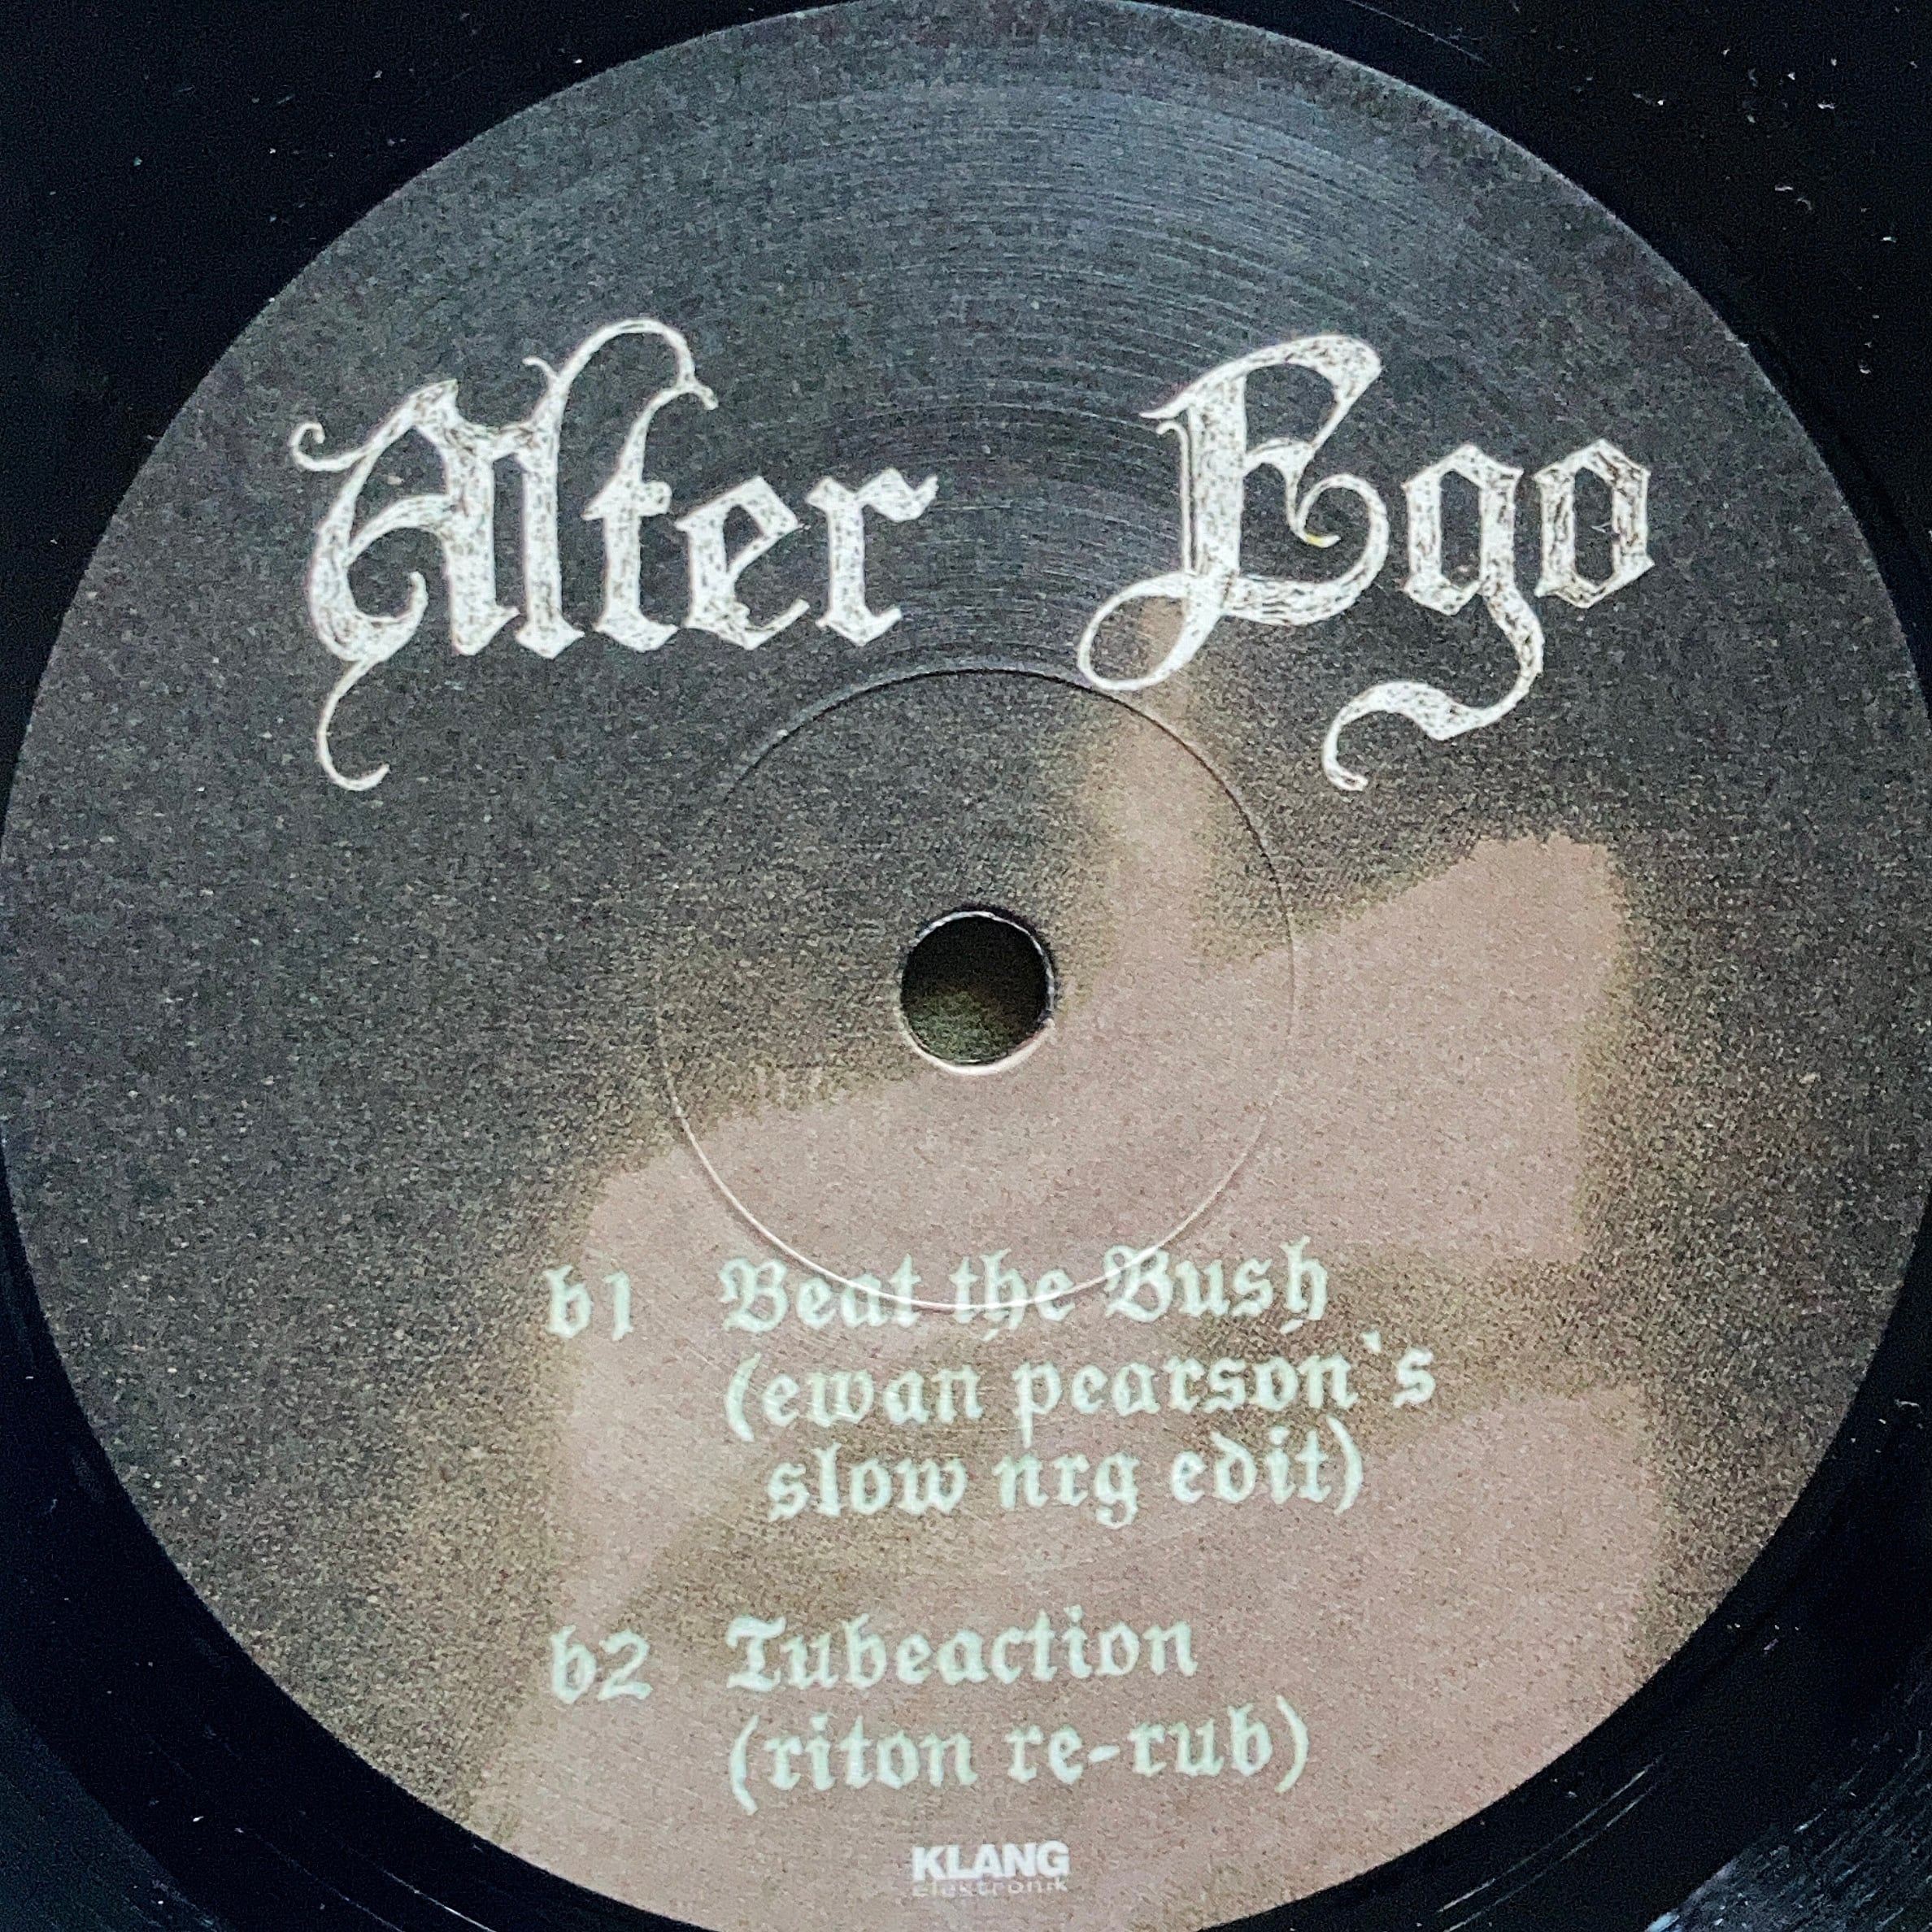 Alter Ego
b1 Beat the Bush
(ewan pearson`s
slow nrg edit)
b2 Tubeaction
(riton re-rub)
KLANG
elektronik